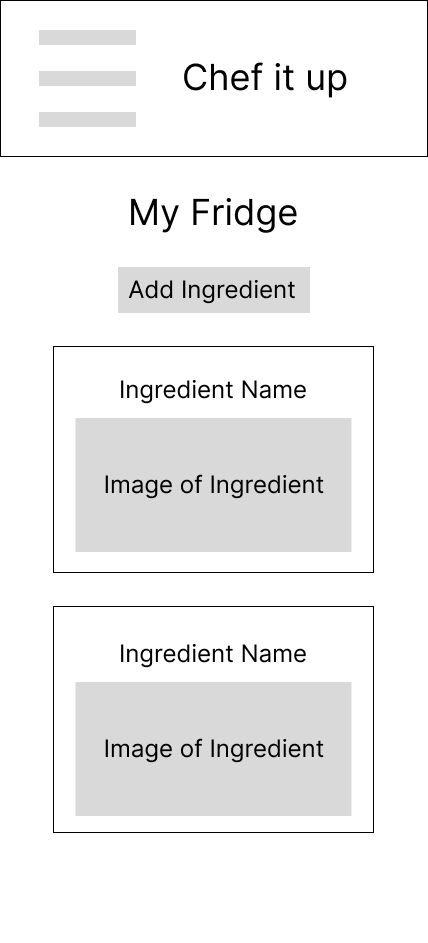 Chef it up
My Fridge
Add Ingredient
Ingredient Name
Image of Ingredient
Ingredient Name
Image of Ingredient